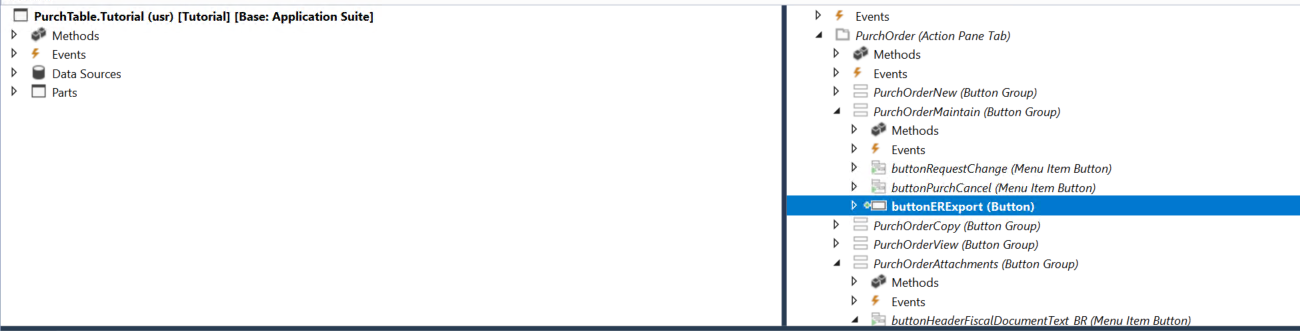 PurchTable.Tutorial (usr) [Tutorial] [Base: Application Suite]
Methods
Events
Data Sources
Parts
Events
PurchOrder (Action Pane Tab)
Methods
Events
PurchOrderNew (Button Group)
PurchOrderMaintain (Button Group)
Methods
Events
buttonRequestChange (Menu Item Button)
buttonPurchCancel (Menu Item Button)
buttonERExport (Button)
PurchOrderCopy (Button Group)
PurchOrderView (Button Group)
PurchOrderAttachments (Button Group)
Methods
Events
buttonHeaderFiscalDocumentText_BR (Menu Item Button)